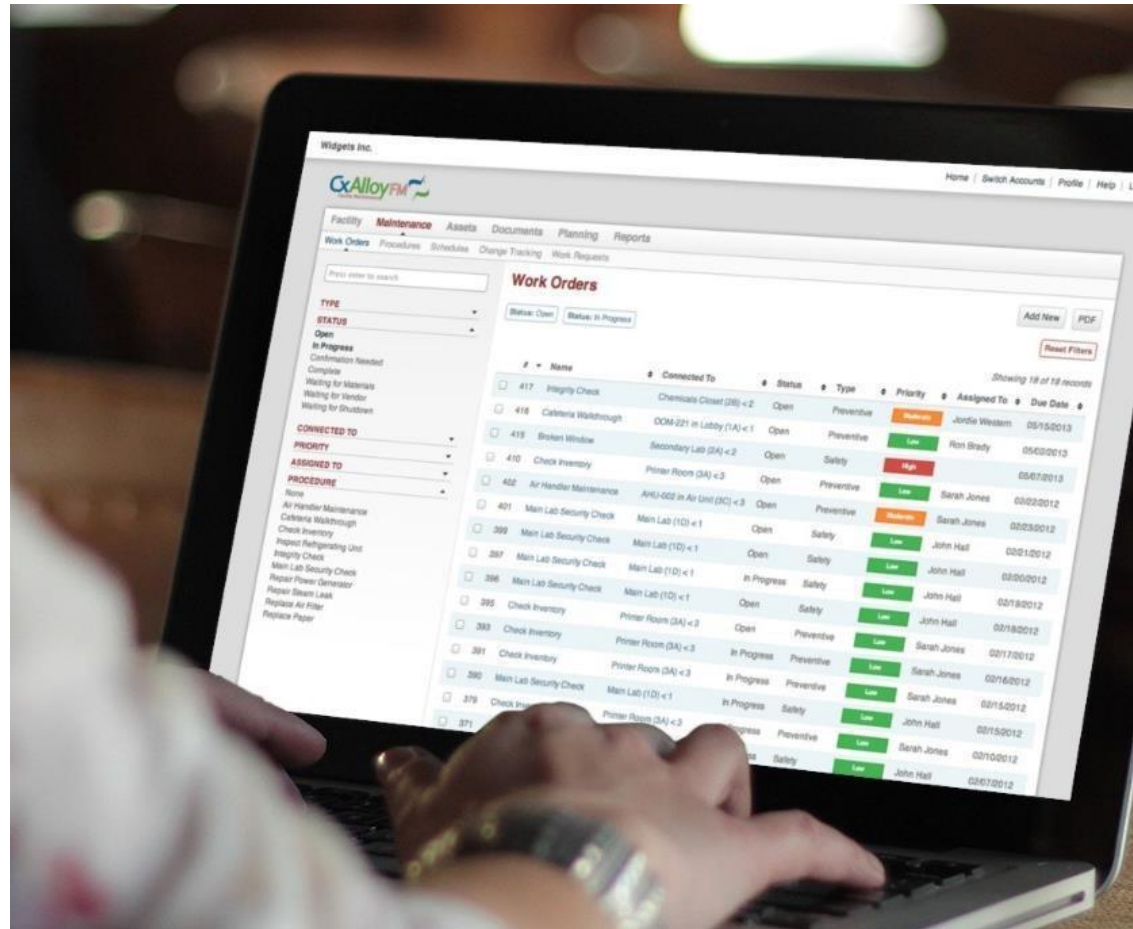 Widgets Inc.
Home | Switch Accounts | Profile | Help |
CxAlloy FM
Facility Maintenance Assets Documents Planning Reports
Work Orders Procedures Schedules Change Tracking Work Requests
Press enter to search
TYPE
STATUS
Open
In Progress
Confirmation Needed
Complete
Waiting for Materials
Waiting for Vendor
Waiting for Shutdown
CONNECTED TO
PRIORITY
ASSIGNED TO
PROCEDURE
None
Air Handler Maintenance
Cafeteria Walkthrough
Check Inventory
Inspect Refrigerating Unit
Integrity Check
Main Lab Security Check
Repair Power Generator
Repair Steam Leak
Replace Air Filter
Replace Paper
Work Orders
Add New PDF
Status: Open Status: In Progress
Reset Filters
Showing 18 of 18 records
# Name Connected To Status Type Priority Assigned To Due Date
417 Integrity Check Chemicals Closet (2B) < 2 Open Preventive Moderate Jordie Western 05/15/2013
416 Cafeteria Walkthrough OOM-221 in Lobby (1A) < 1 Open Preventive Low Ron Brady 05/02/2013
415 Broken Window Secondary Lab (2A) < 2 Open Safety High 05/07/2013
410 Check Inventory Printer Room (3A) < 3 Open Preventive Low Sarah Jones 02/22/2012
402 Air Handler Maintenance AHU-002 in Air Unit (3C) < 3 Open Preventive Moderate Sarah Jones 02/23/2012
401 Main Lab Security Check Main Lab (1D) < 1 Open Safety Low John Hall 02/21/2012
399 Main Lab Security Check Main Lab (1D) < 1 Open Safety Low John Hall 02/20/2012
397 Main Lab Security Check Main Lab (1D) < 1 In Progress Safety Low John Hall 02/19/2012
396 Main Lab Security Check Main Lab (1D) < 1 Open Safety Low John Hall 02/18/2012
395 Check Inventory Printer Room (3A) < 3 Open Preventive Low Sarah Jones 02/17/2012
393 Check Inventory Printer Room (3A) < 3 In Progress Preventive Low Sarah Jones 02/16/2012
391 Check Inventory Printer Room (3A) < 3 In Progress Preventive Low Sarah Jones 02/15/2012
390 Main Lab Security Check Main Lab (1D) < 1 In Progress Safety Low John Hall 02/15/2012
379 Check Printer Room (3A) < 3 Preventive Low Sarah Jones 02/10/2012
371 Safety Low John Hall 02/07/2012